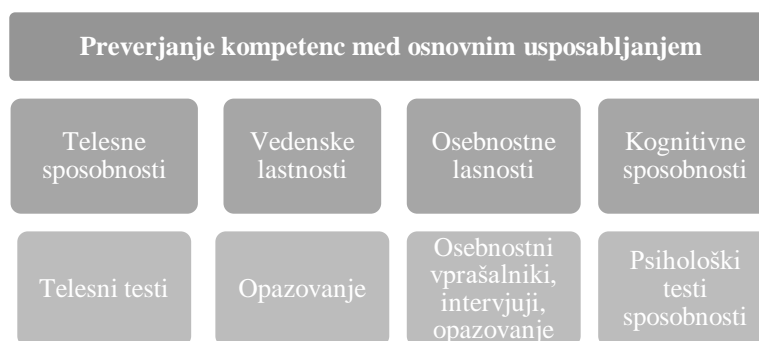 Preverjanje kompetenc med osnovnim usposabljanjem
Telesne
sposobnosti
Vedenske
lastnosti
Osebnostne
lasnosti
Kognitivne
sposobnosti
Telesni testi
Opazovanje
Osebnostni
vprašalniki,
intervjuji,
opazovanje
Psihološki
testi
sposobnosti